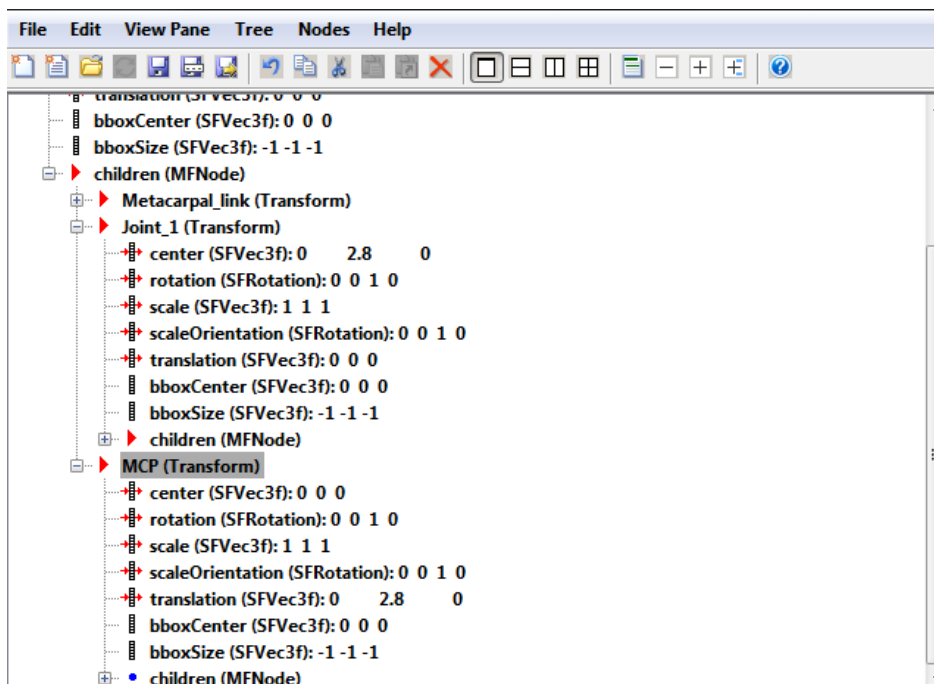 File Edit View Pane Tree Nodes Help
translation (SFVec3f): 0 0 0
bboxCenter (SFVec3f): 0 0 0
bboxSize (SFVec3f): -1 -1 -1
children (MFNode)
Metacarpal_link (Transform)
Joint_1 (Transform)
center (SFVec3f): 0 2.8 0
rotation (SFRotation): 0 0 1 0
scale (SFVec3f): 1 1 1
scaleOrientation (SFRotation): 0 0 1 0
translation (SFVec3f): 0 0 0
bboxCenter (SFVec3f): 0 0 0
bboxSize (SFVec3f): -1 -1 -1
children (MFNode)
MCP (Transform)
center (SFVec3f): 0 0 0
rotation (SFRotation): 0 0 1 0
scale (SFVec3f): 1 1 1
scaleOrientation (SFRotation): 0 0 1 0
translation (SFVec3f): 0 2.8 0
bboxCenter (SFVec3f): 0 0 0
bboxSize (SFVec3f): -1 -1 -1
children (MFNode)